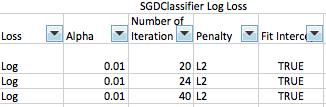 SGDClassifier Log Loss
Number of
Loss Alpha Iteration Penalty Fit Interce
Log 0.01 20 L2 TRUE
Log 0.01 24 L2 TRUE
Log 0.01 40 L2 TRUE